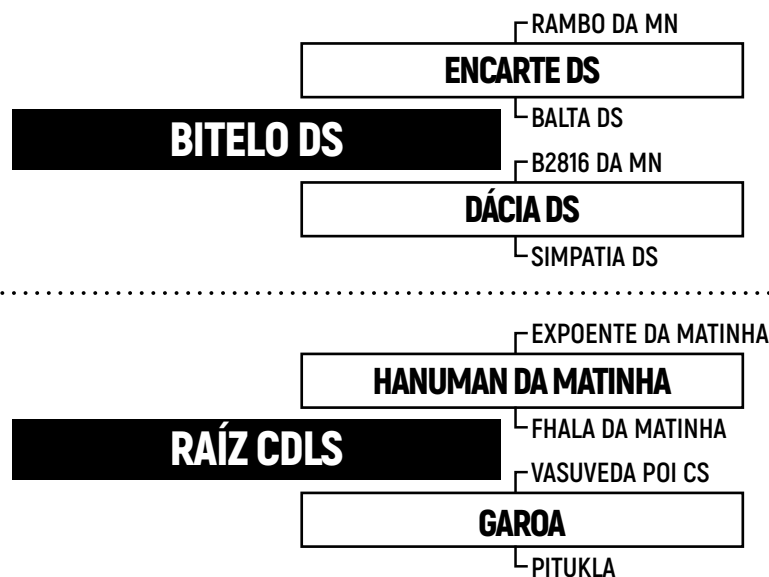 RAMBO DA MN
ENCARTE DS
BALTA DS
BITELO DS
B2816 DA MN
DÁCIA DS
SIMPATIA DS
EXPOENTE DA MATINHA
HANUMAN DA MATINHA
FHALA DA MATINHA
RAÍZ CDLS
VASUVEDA POI CS
GAROA
PITUKLA